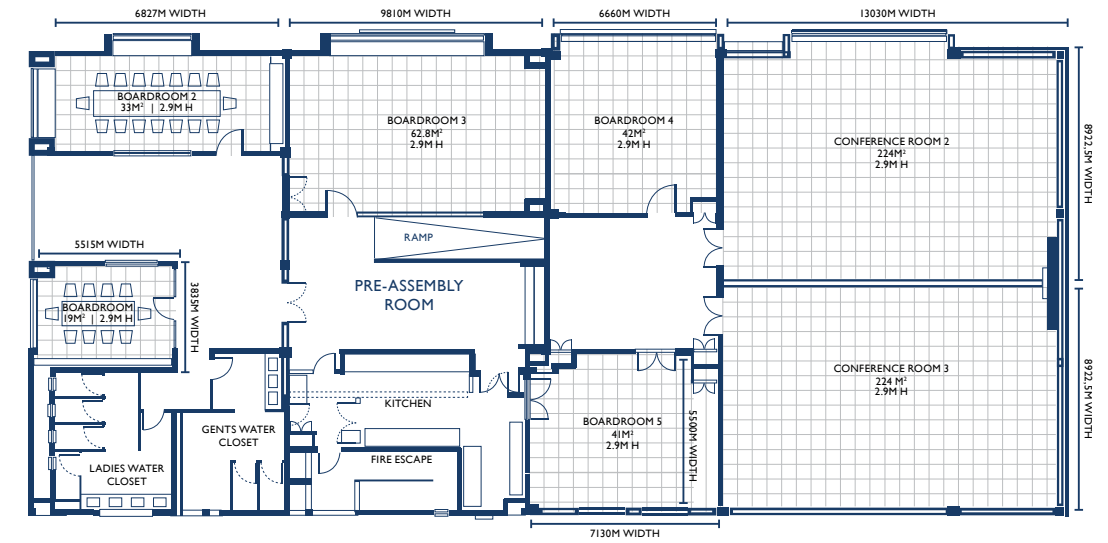 6827M WIDTH
9810M WIDTH
6660M WIDTH
13030M WIDTH
BOARDROOM 2
33M² | 2.9M H
BOARDROOM 3
62.8M²
2.9M H
BOARDROOM 4
42M²
2.9M H
CONFERENCE ROOM 2
224M²
2.9M H
8922.5M WIDTH
5515M WIDTH
RAMP
BOARDROOM
19M² | 2.9M H
3835M WIDTH
PRE-ASSEMBLY
ROOM
CONFERENCE ROOM 3
224 M²
2.9M H
8922.5M WIDTH
KITCHEN
GENTS WATER
CLOSET
BOARDROOM 5
41M²
2.9M H
5500M WIDTH
FIRE ESCAPE
LADIES WATER
CLOSET
7130M WIDTH